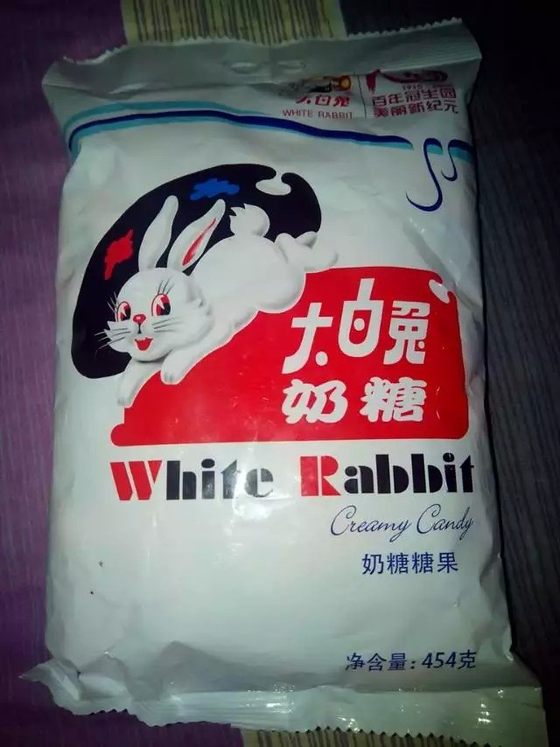 大白兔
WHITE RABBIT
1915
百年冠生园
美丽新纪元
大白兔
奶糖
White Rabbit
Creamy Candy
奶糖糖果
净含量: 454克